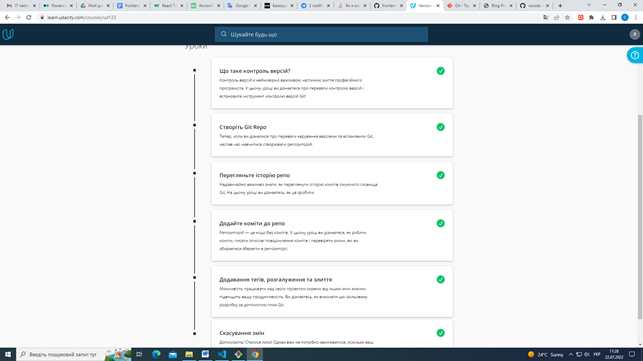 learn.udacity.com/courses/ud123
Шукайте будь-що
Уроки
Що таке контроль версій?
Контроль версій є неймовірно важливою частиною життя професійного
програміста. У цьому уроці ви дізнаєтеся про переваги контролю версій і
встановите інструмент контролю версій Git!
Створіть Git Repo
Тепер, коли ви дізналися про переваги керування версіями та встановили Git,
настав час навчитися створювати репозиторій.
Перегляньте історію репо
Надзвичайно важливо знати, як переглянути історію комітів існуючого сховища
Git. На цьому уроці ви дізнаєтесь, як це зробити.
Додайте коміти до репо
Репозиторій — це ніщо без комітів. У цьому уроці ви дізнаєтеся, як робити
коміти, писати описові повідомлення комітів і перевіряти зміни, які ви
збираєтеся зберегти в репозиторії.
Додавання тегів, розгалуження та злиття
Можливість працювати над своїм проектом окремо від інших змін значно
підвищить вашу продуктивність. Ви дізнаєтеся, як виконати цю ізольовану
розробку за допомогою гілок Git.
Скасування змін
Допоможіть! Сталося лихо! Однак вам не потрібно хвилюватися, оскільки ваш
Введіть пошуковий запит тут
24°C Sunny
УКР
11:28
22.07.2022